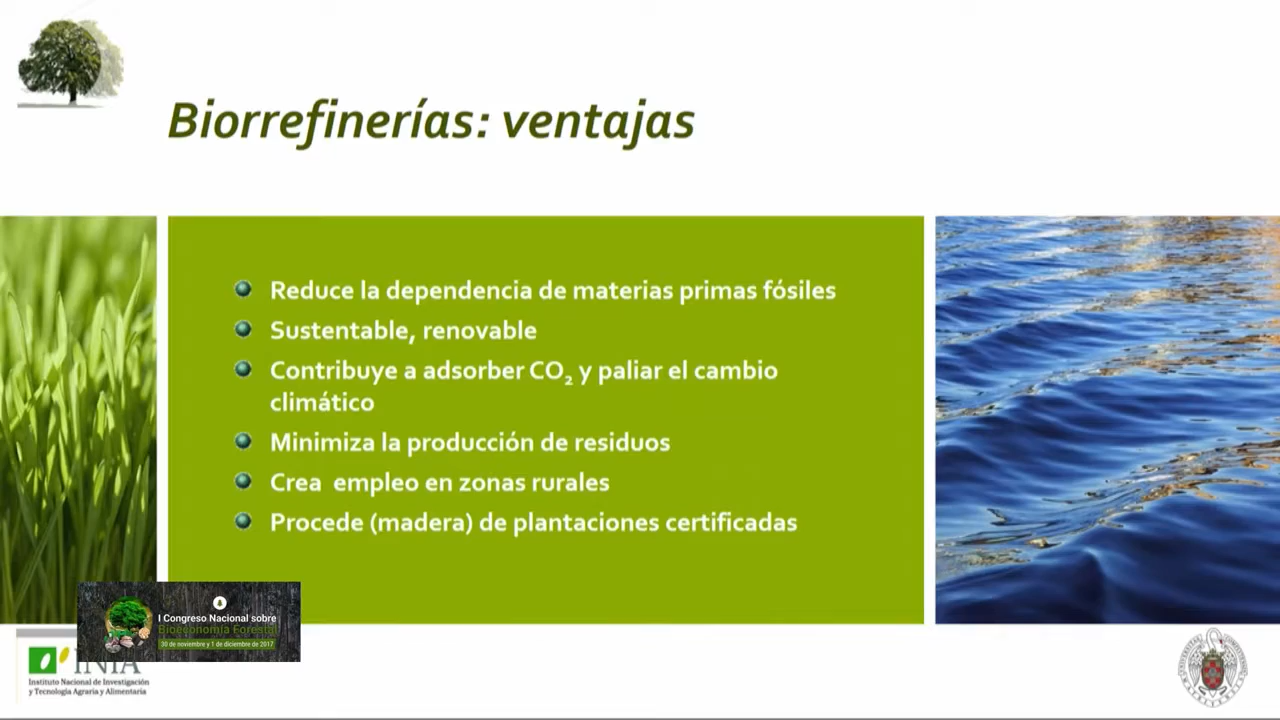 Biorrefinerías: ventajas
Reduce la dependencia de materias primas fósiles
Sustentable, renovable
Contribuye a adsorber CO₂ y paliar el cambio
climático
Minimiza la producción de residuos
Crea empleo en zonas rurales
Procede (madera) de plantaciones certificadas
I Congreso Nacional sobre
Bioeconomía Forestal
30 de noviembre y 1 de diciembre de 2017
INIA
Instituto Nacional de Investigación
y Tecnología Agraria y Alimentaria